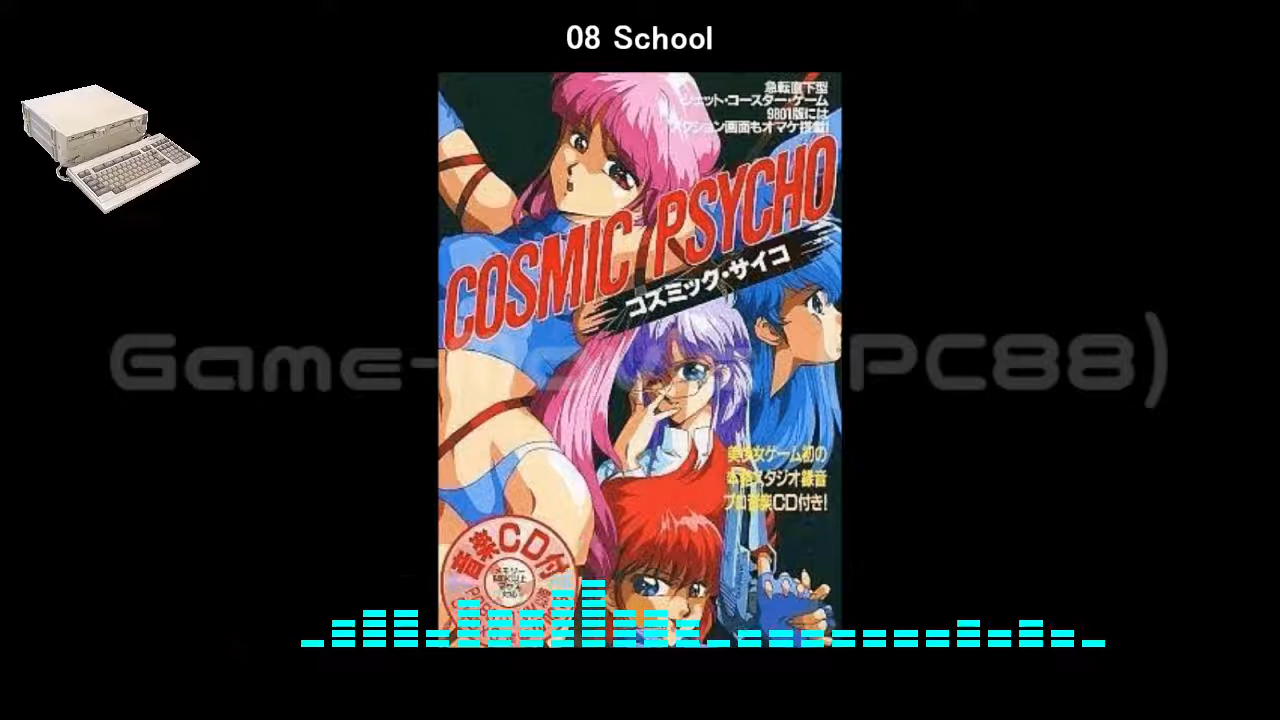 08 School
急転直下型
ジェット・コースター・ゲーム
9801版には
アクション画面もオマケ搭載!
COSMIC PSYCHO
コズミック・サイコ
Game-
PC88)
美少女ゲーム初の
本格スタジオ録音
プロ音楽CD付き!
音楽CD付
メモリー